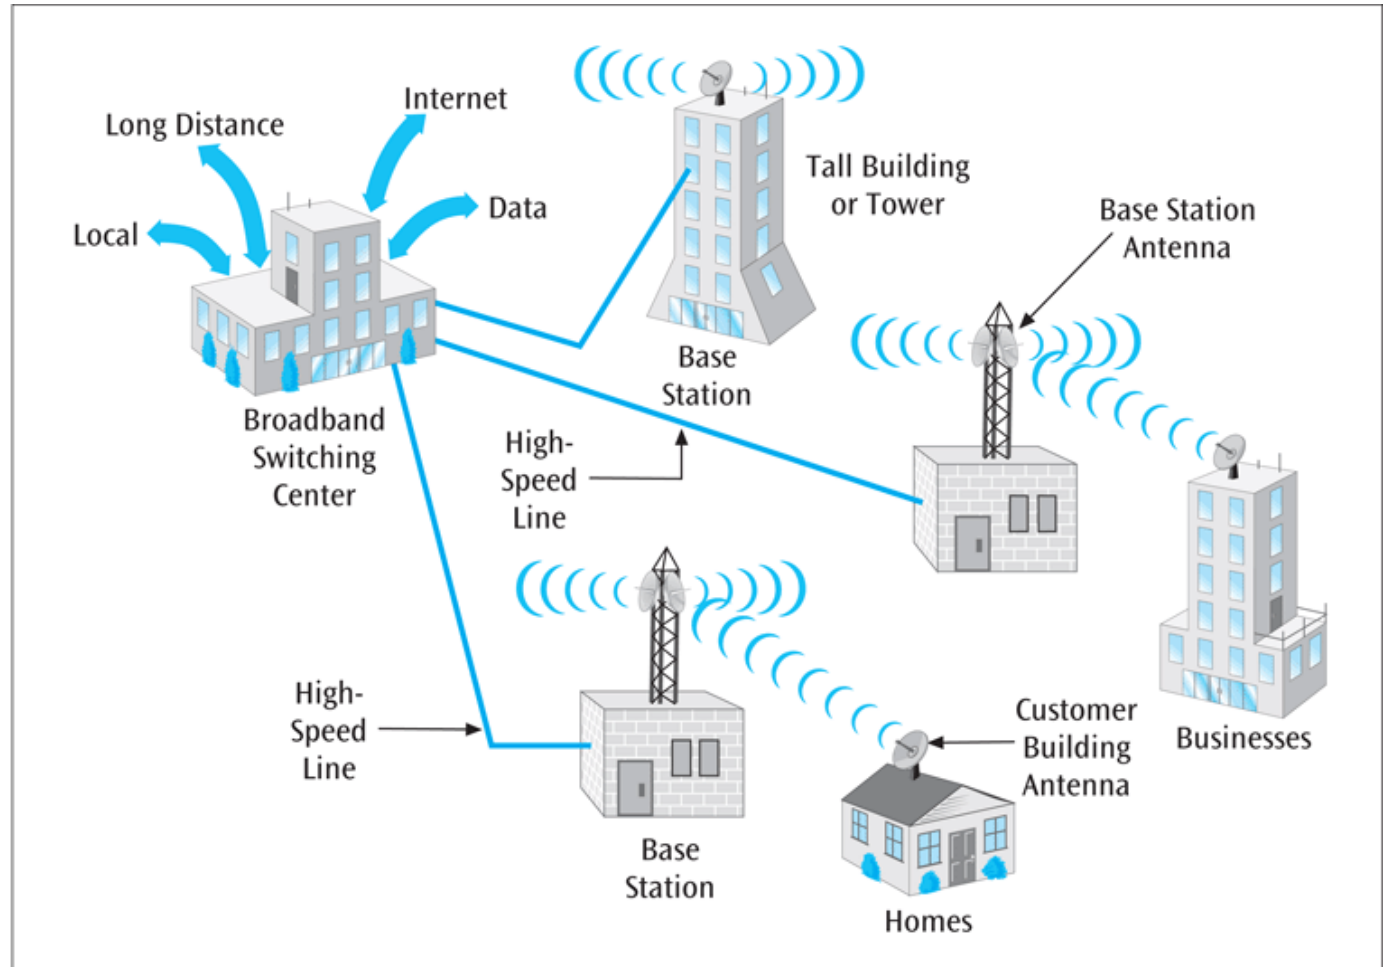 Internet
Long Distance
Data
Local
Tall Building
or Tower
Base Station
Antenna
Base
Station
Broadband
Switching
Center
High-
Speed
Line
High-
Speed
Line
Customer
Building
Antenna
Businesses
Base
Station
Homes